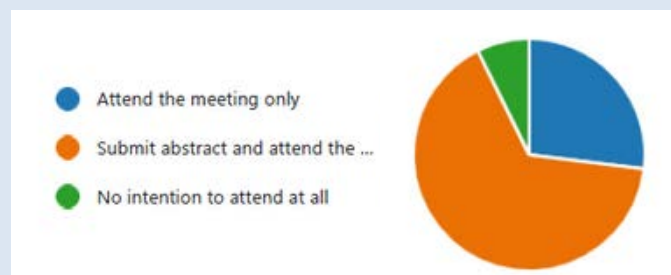 Attend the meeting only
Submit abstract and attend the ...
No intention to attend at all